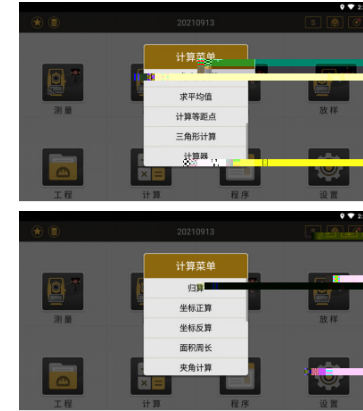 20210913
S
计算菜单
求平均值
计算等距点
三角形计算
计算器
测量
放样
工程
计算
程序
设置
20210913
计算菜单
归算
坐标正算
坐标反算
面积周长
夹角计算
测量
放样
工程
计算
程序
设置